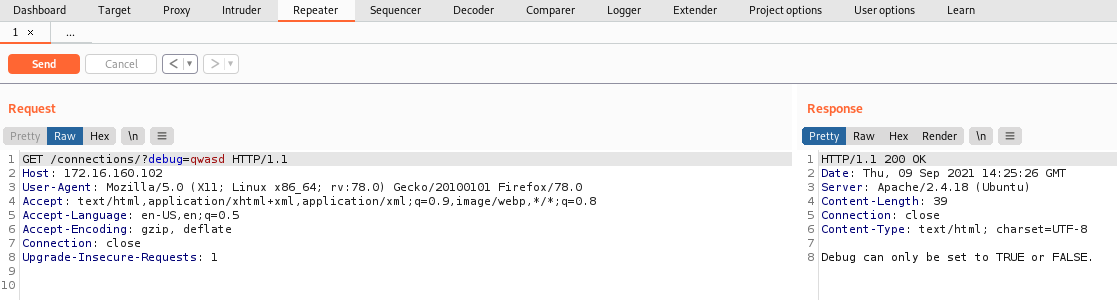 Dashboard Target Proxy Intruder Repeater Sequencer Decoder Comparer Logger Extender Project options User options Learn
1 × ...
Send Cancel < ▾ > ▾
Request
Pretty Raw Hex \n ≡
1 GET /connections/?debug=qwasd HTTP/1.1
2 Host: 172.16.160.102
3 User-Agent: Mozilla/5.0 (X11; Linux x86_64; rv:78.0) Gecko/20100101 Firefox/78.0
4 Accept: text/html,application/xhtml+xml,application/xml;q=0.9,image/webp,*/*;q=0.8
5 Accept-Language: en-US,en;q=0.5
6 Accept-Encoding: gzip, deflate
7 Connection: close
8 Upgrade-Insecure-Requests: 1
9
10
Response
Pretty Raw Hex Render \n ≡
1 HTTP/1.1 200 OK
2 Date: Thu, 09 Sep 2021 14:25:26 GMT
3 Server: Apache/2.4.18 (Ubuntu)
4 Content-Length: 39
5 Connection: close
6 Content-Type: text/html; charset=UTF-8
7
8 Debug can only be set to TRUE or FALSE.